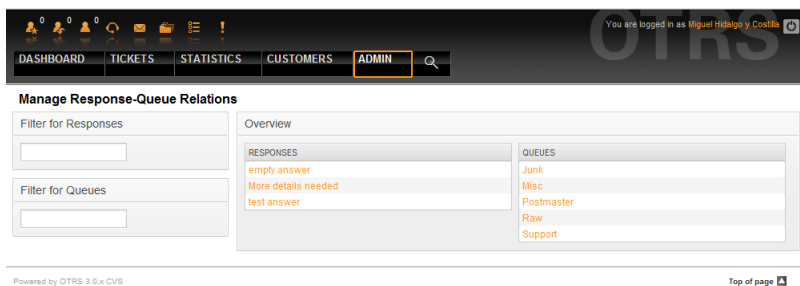 0 0 0
You are logged in as Miguel Hidalgo y Costilla
OTRS
DASHBOARD TICKETS STATISTICS CUSTOMERS ADMIN
Manage Response-Queue Relations
Filter for Responses
Filter for Queues
Overview
RESPONSES
empty answer
More details needed
test answer
QUEUES
Junk
Misc
Postmaster
Raw
Support
Powered by OTRS 3.0.x CVS
Top of page